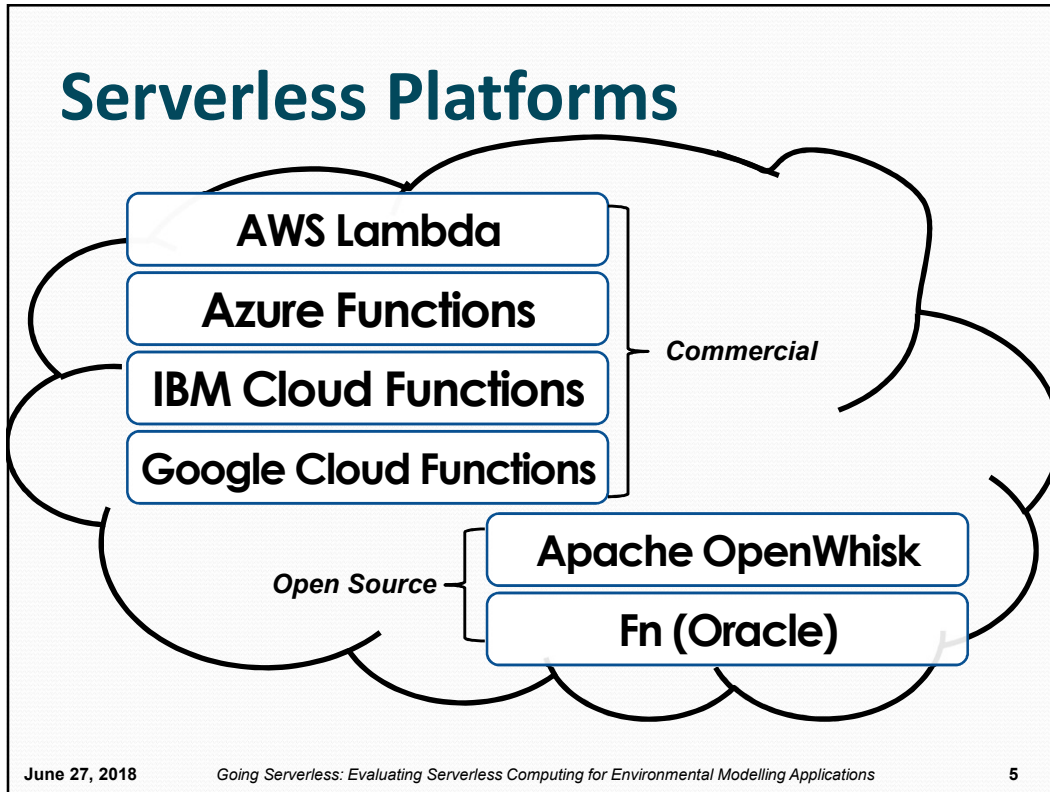 Serverless Platforms
AWS Lambda
Azure Functions
IBM Cloud Functions
Google Cloud Functions
Commercial
Apache OpenWhisk
Fn (Oracle)
Open Source
June 27, 2018
Going Serverless: Evaluating Serverless Computing for Environmental Modelling Applications
5